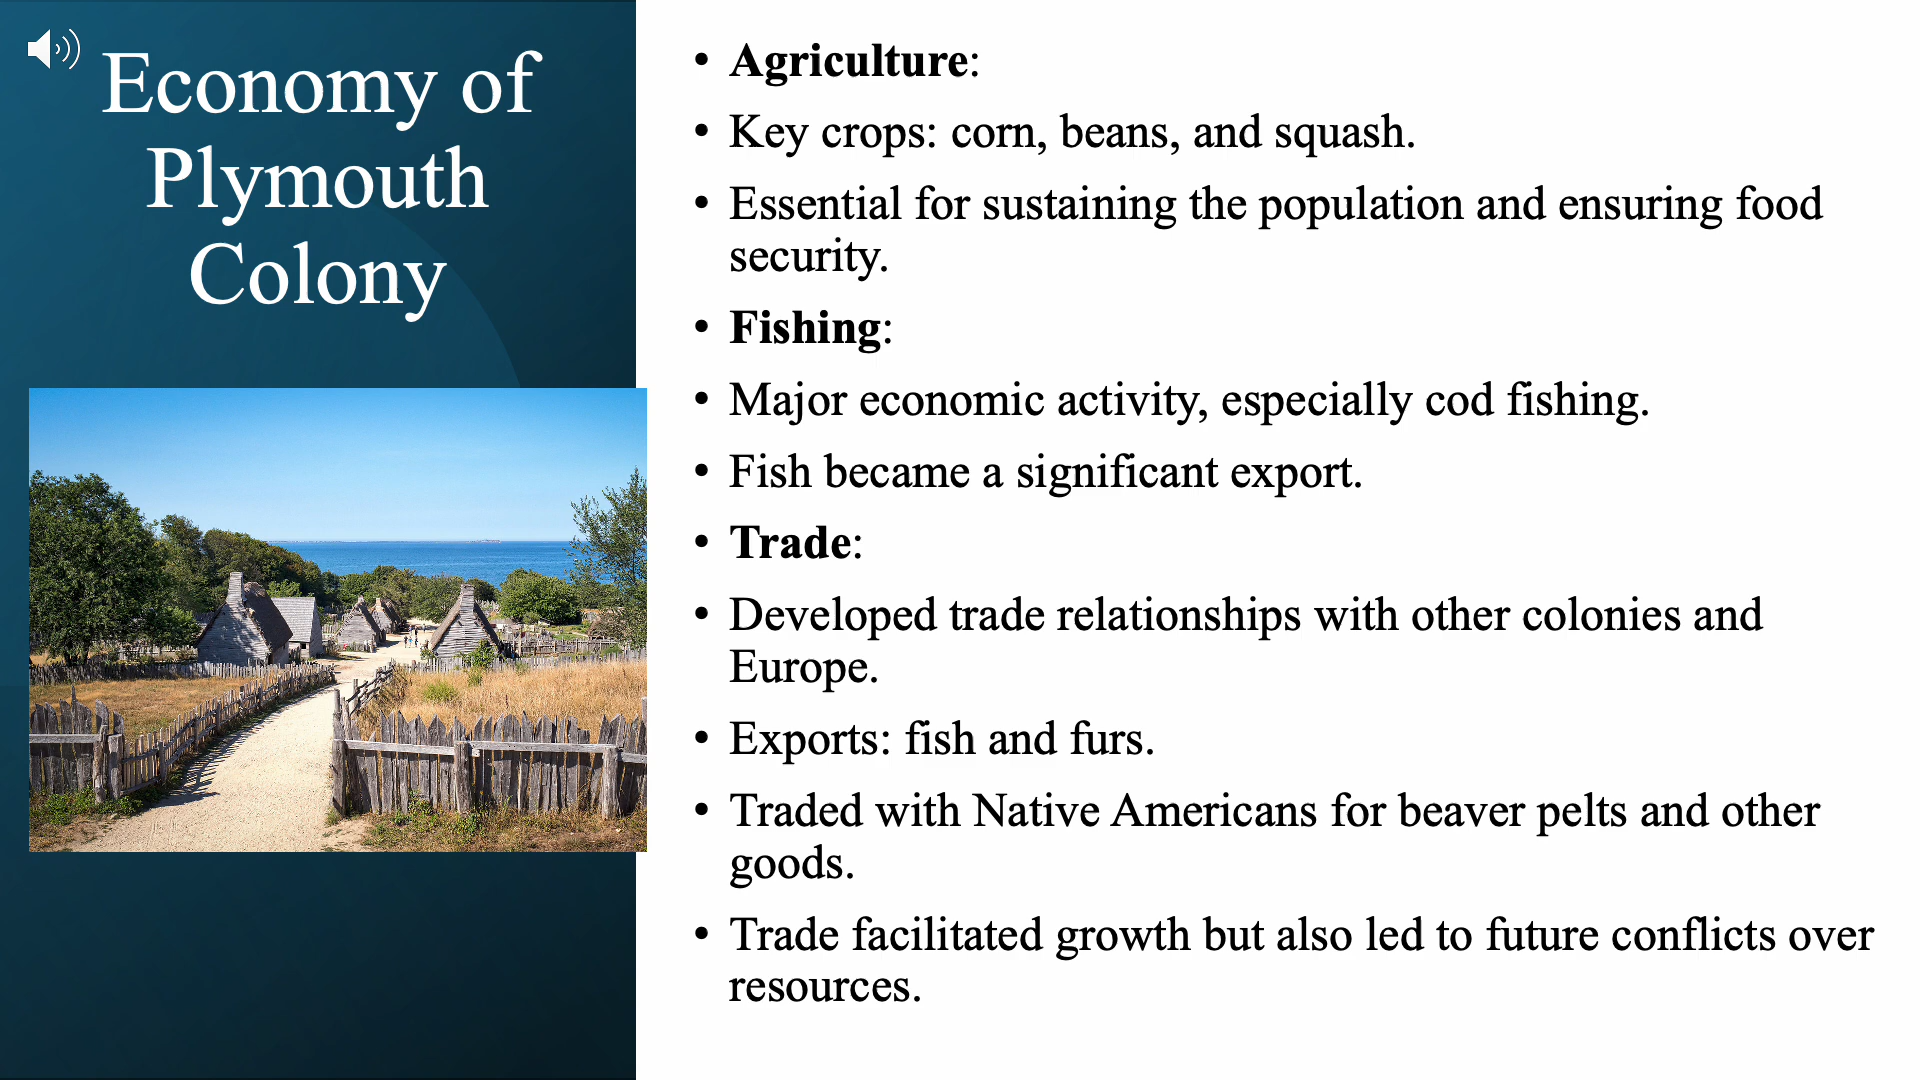 Economy of
Plymouth
Colony
• Agriculture:
• Key crops: corn, beans, and squash.
• Essential for sustaining the population and ensuring food
security.
• Fishing:
• Major economic activity, especially cod fishing.
• Fish became a significant export.
• Trade:
• Developed trade relationships with other colonies and
Europe.
• Exports: fish and furs.
• Traded with Native Americans for beaver pelts and other
goods.
• Trade facilitated growth but also led to future conflicts over
resources.